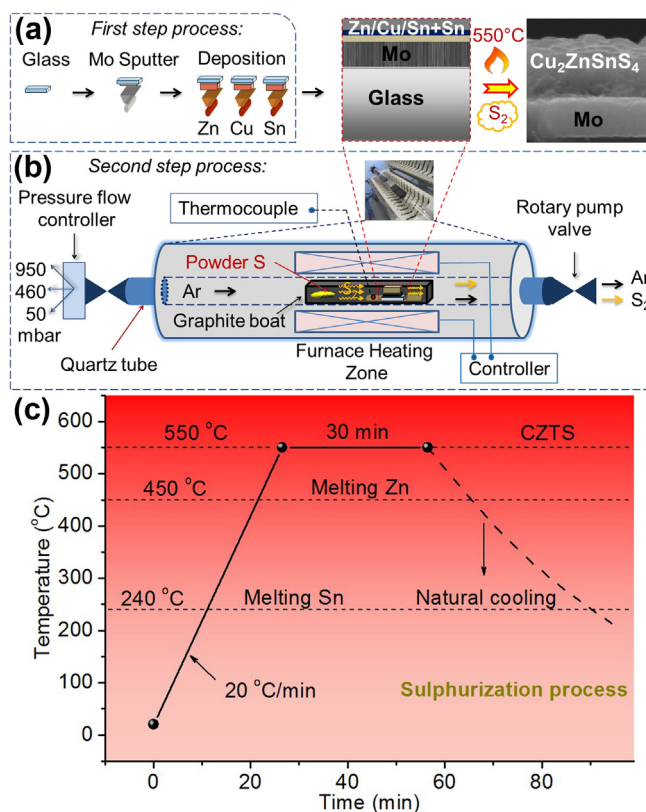 (a)
First step process:
Glass
Mo Sputter
Deposition
Zn Cu Sn
Zn/Cu/Sn+Sn
Mo
Glass
550°C
S₂
Cu₂ZnSnS₄
Mo
(b)
Second step process:
Pressure flow
controller
950
460
50
mbar
Quartz tube
Thermocouple
Powder S
Ar
S
Graphite boat
Furnace Heating
Zone
Controller
Rotary pump
valve
Ar
S₂
(c)
Temperature (°C)
600
500
400
300
200
100
0
550 °C
30 min
CZTS
450 °C
Melting Zn
240 °C
Melting Sn
Natural cooling
20 °C/min
Sulphurization process
0 20 40 60 80
Time (min)